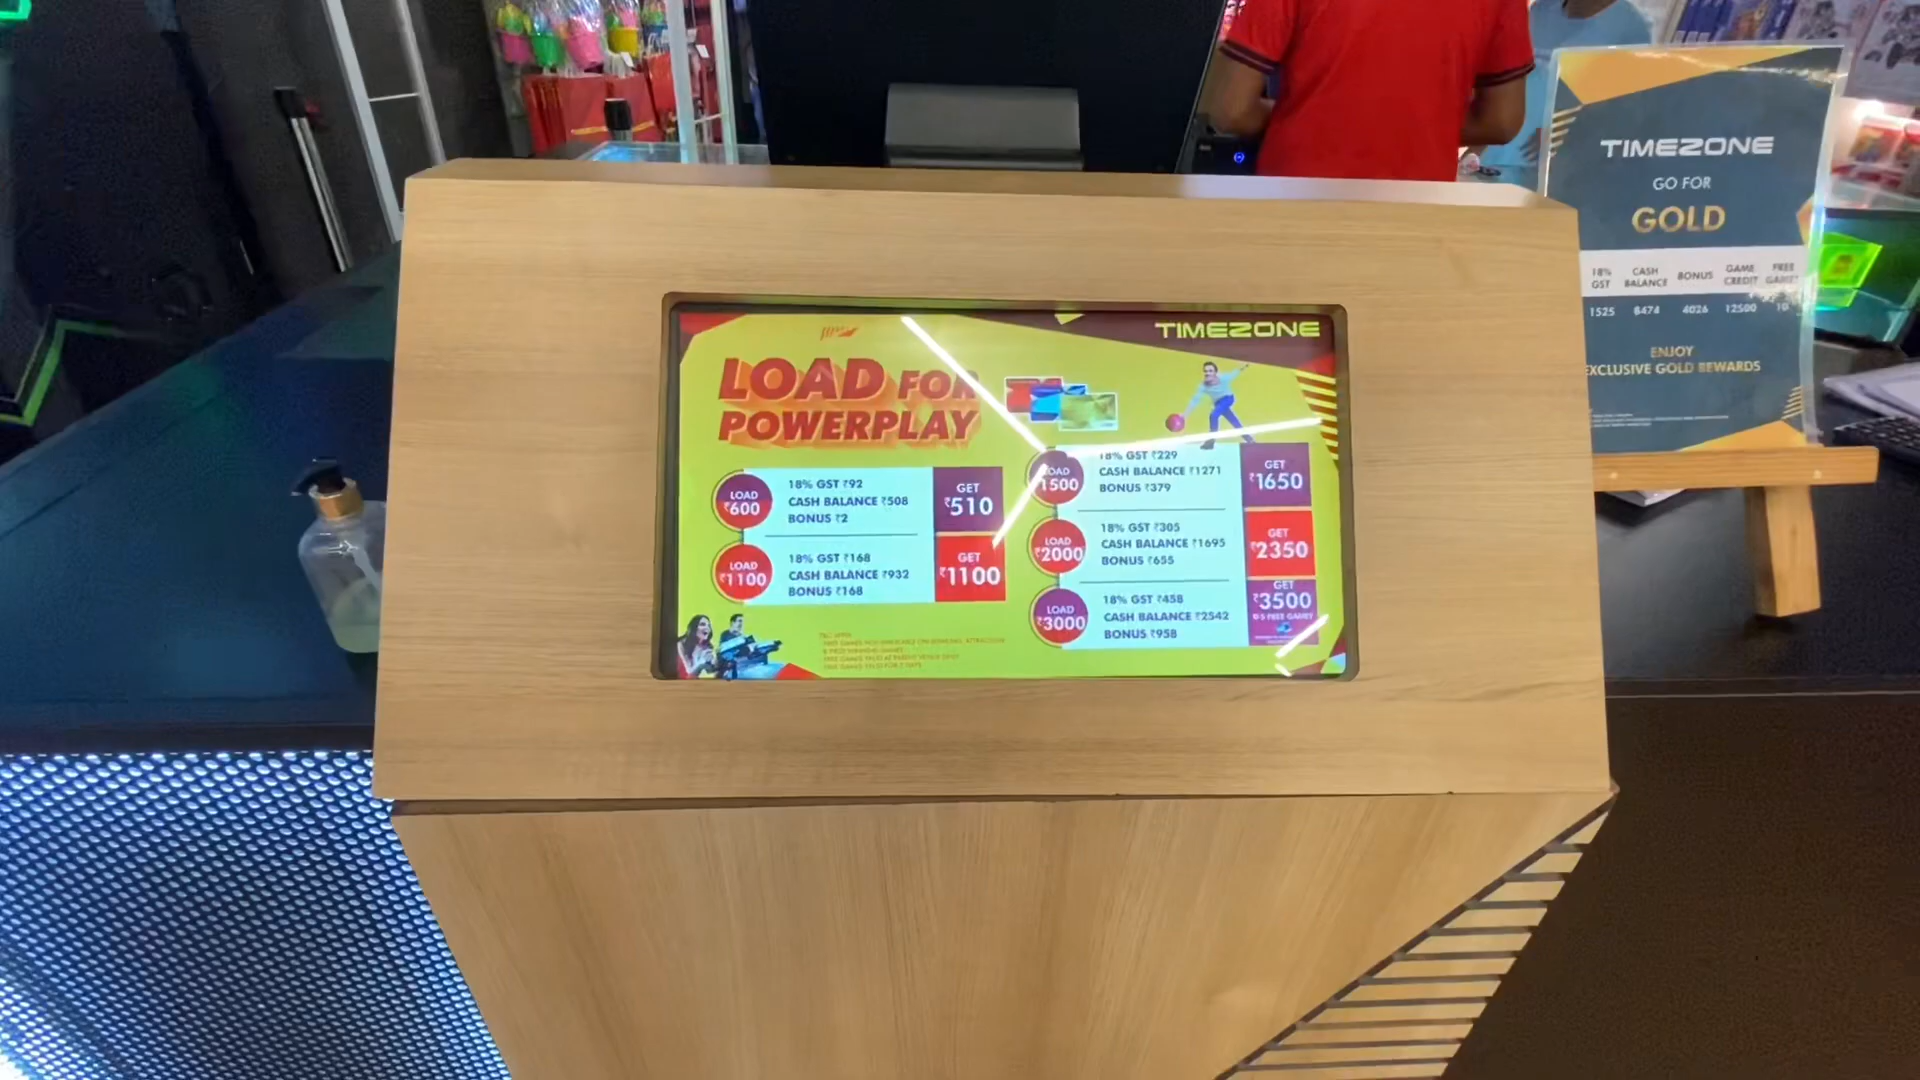 TIMEZONE
LOAD FOR
POWERPLAY
LOAD
₹600
18% GST ₹92
CASH BALANCE ₹508
BONUS ₹2
GET
₹510
LOAD
₹1100
18% GST ₹168
CASH BALANCE ₹932
BONUS ₹168
GET
₹1100
LOAD
₹1500
18% GST ₹229
CASH BALANCE ₹1271
BONUS ₹379
GET
₹1650
LOAD
₹2000
18% GST ₹305
CASH BALANCE ₹1695
BONUS ₹655
GET
₹2350
LOAD
₹3000
18% GST ₹458
CASH BALANCE ₹2542
BONUS ₹958
GET
₹3500
TIMEZONE
GO FOR
GOLD
18% GST CASH BALANCE BONUS GAME CREDIT FREE
1525 8474 4026 12500 10
ENJOY
EXCLUSIVE GOLD REWARDS